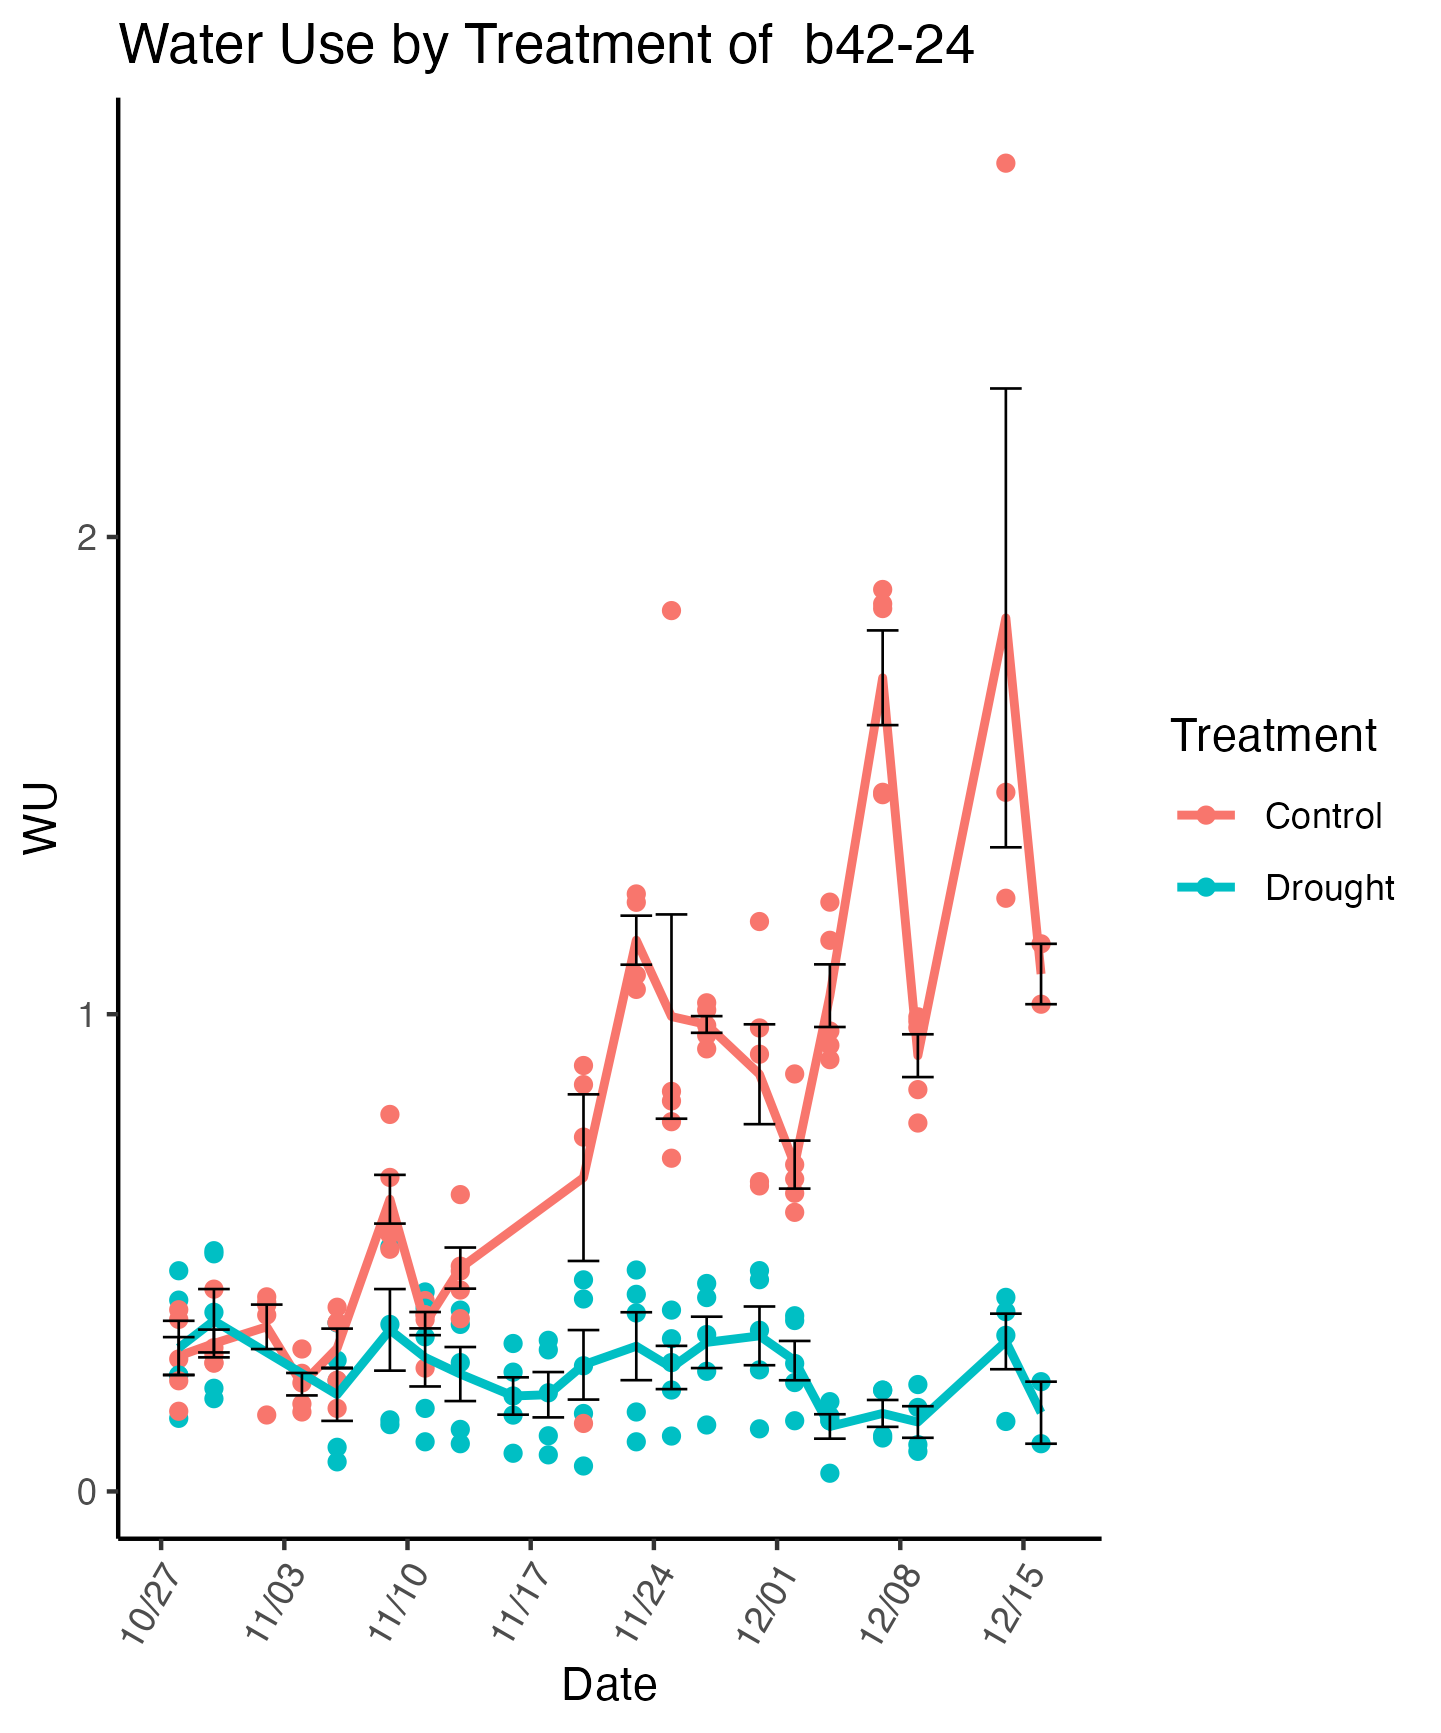 Water Use by Treatment of  b42-24
WU
2
1
0
10/27
11/03
11/10
11/17
11/24
12/01
12/08
12/15
Date
Treatment
Control
Drought